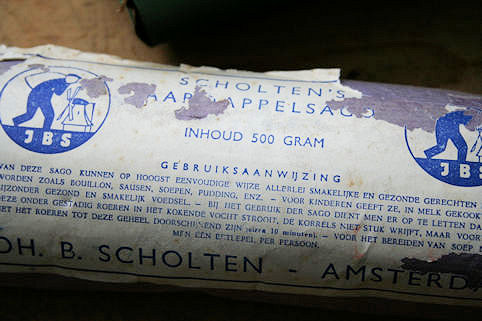 SCHOLTEN'S
AARDAPPELSAGO
INHOUD 500 GRAM
JBS
JBS
GEBRUIKSAANWIJZING
VAN DEZE SAGO KUNNEN OP HOOGST EENVOUDIGE WIJZE ALLERLEI SMAKELIJKE EN GEZONDE GERECHTEN
WORDEN ZOALS BOUILLON, SAUSEN, SOEPEN, PUDDING, ENZ. – VOOR KINDEREN GEEFT ZE, IN MELK GEKOOK
BIJZONDER GEZOND EN SMAKELIJK VOEDSEL. – BIJ HET GEBRUIK DER SAGO DIENT MEN ER OP TE LETTEN DA
DEZE ONDER GESTADIG ROEREN IN HET KOKENDE VOCHT STROOIT, DE KORRELS NIET STUK WRIJFT, MAAR VOOR
MET HET ROEREN TOT DEZE GEHEEL DOORSCHIJNEND ZIJN (circa 10 minuten). – VOOR HET BEREIDEN VAN SOEP
MEN EEN EETLEPEL PER PERSOON.
OH. B. SCHOLTEN - AMSTERDA